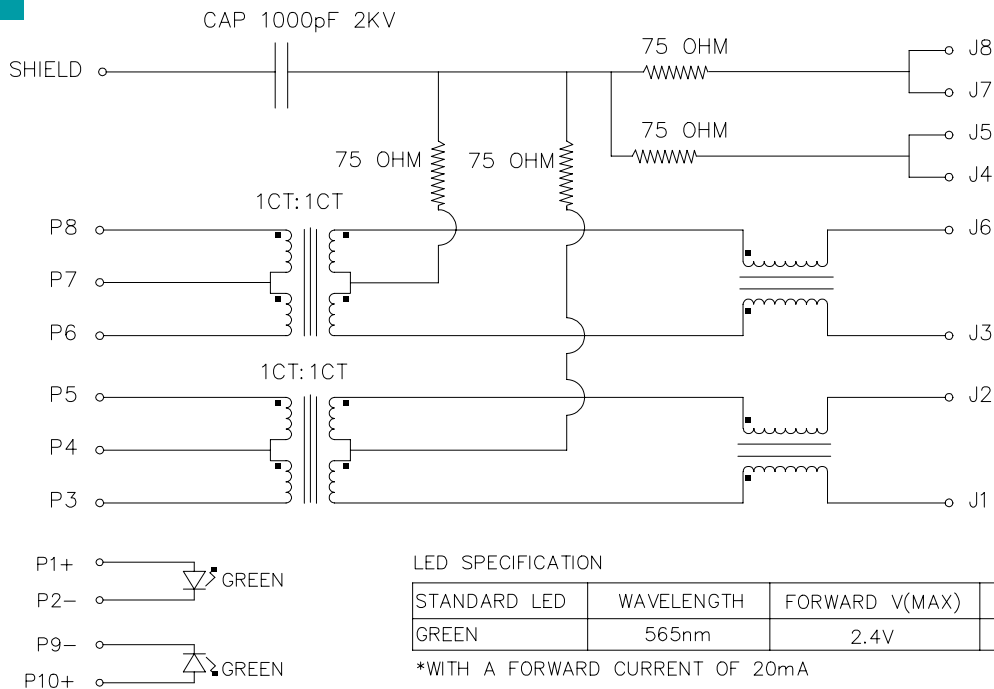 CAP 1000pF 2KV
SHIELD
75 OHM
J8
J7
75 OHM
J5
J4
75 OHM
75 OHM
1CT:1CT
P8
P7
P6
J6
J3
1CT:1CT
P5
P4
P3
J2
J1
P1+
P2−
GREEN
P9−
P10+
GREEN
LED SPECIFICATION
STANDARD LED WAVELENGTH FORWARD V(MAX)
GREEN 565nm 2.4V
*WITH A FORWARD CURRENT OF 20mA